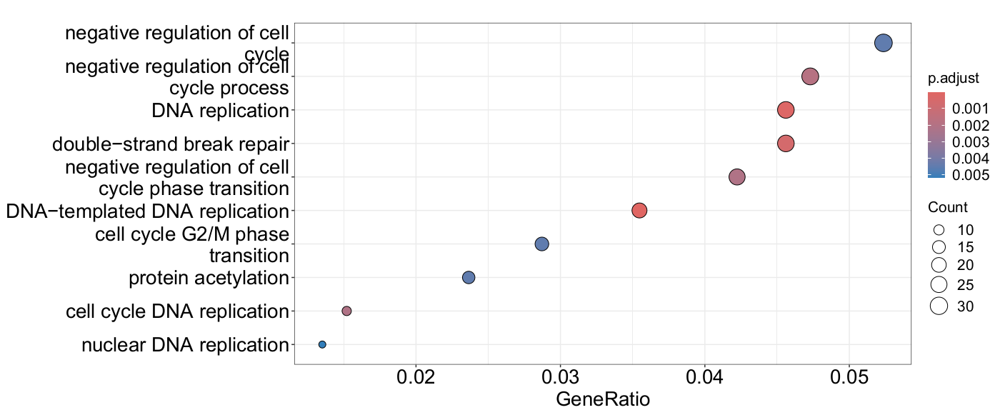 negative regulation of cell
cycle
negative regulation of cell
cycle process
DNA replication
double−strand break repair
negative regulation of cell
cycle phase transition
DNA−templated DNA replication
cell cycle G2/M phase
transition
protein acetylation
cell cycle DNA replication
nuclear DNA replication
0.02 0.03 0.04 0.05
GeneRatio
p.adjust
0.001
0.002
0.003
0.004
0.005
Count
10
15
20
25
30